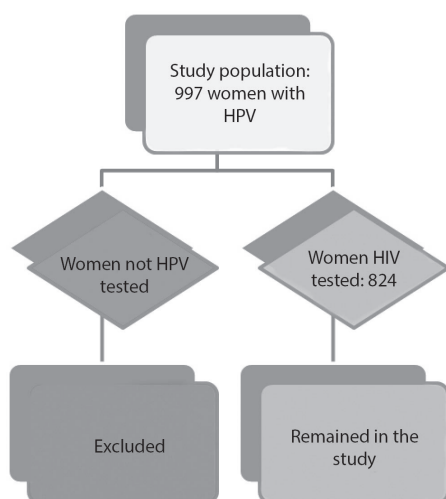 Study population:
997 women with
HPV
Women not HPV
tested
Women HIV
tested: 824
Excluded
Remained in the
study